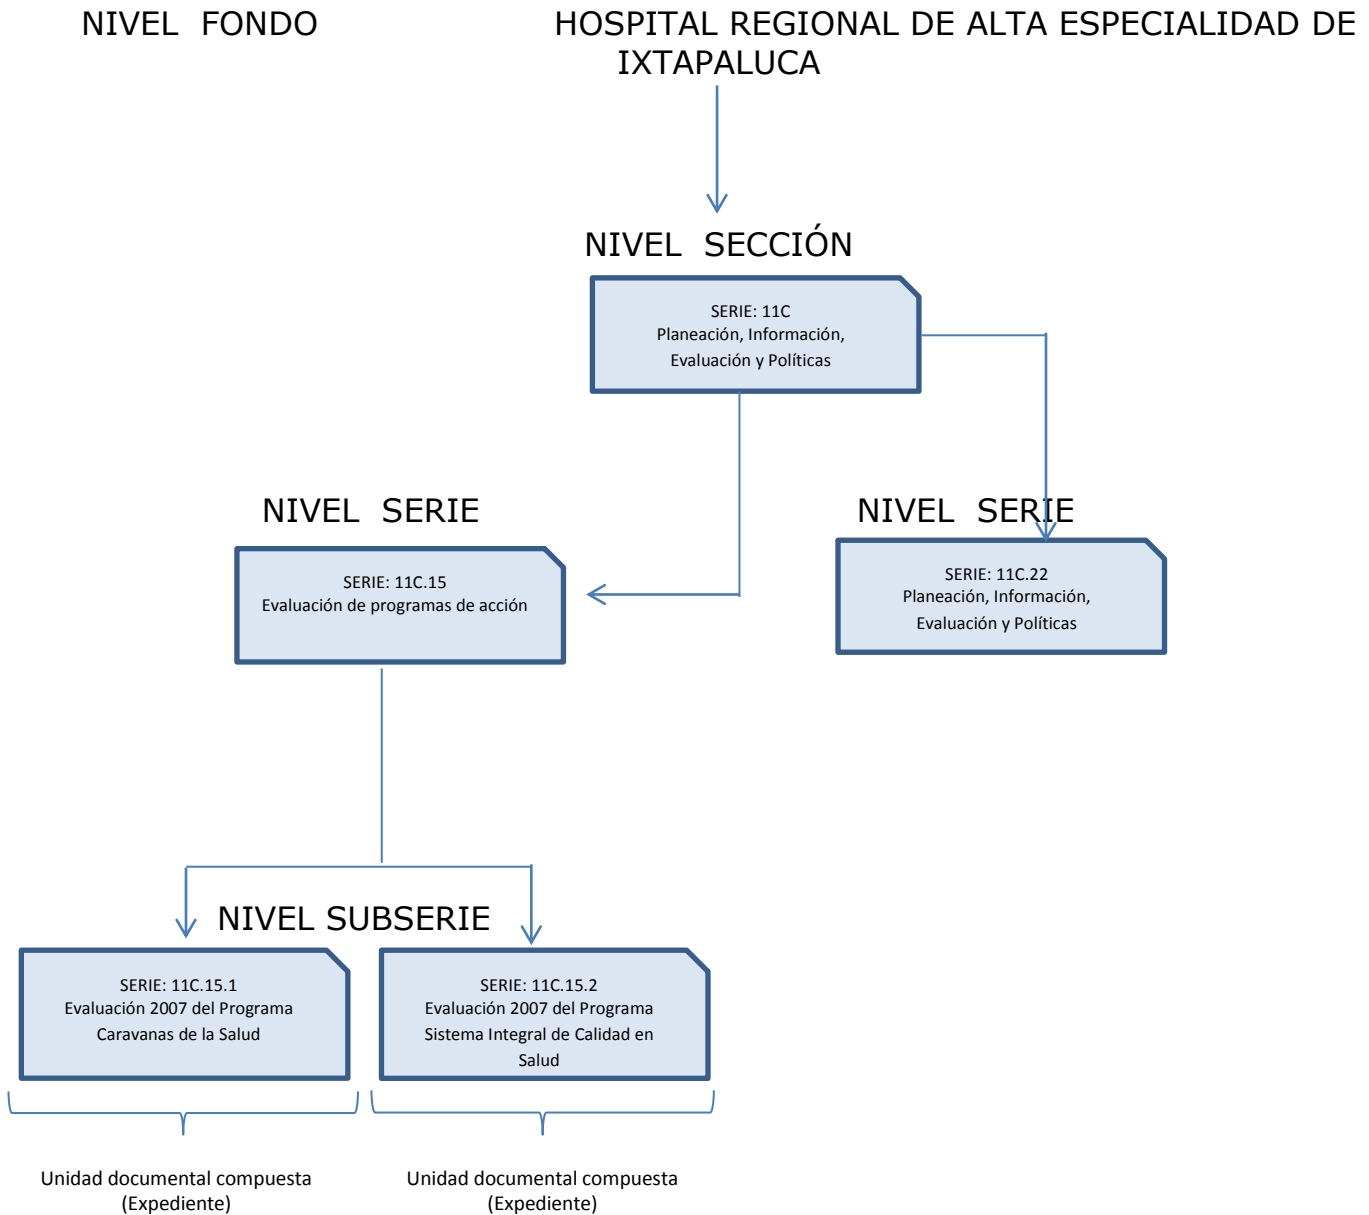 NIVEL FONDO
HOSPITAL REGIONAL DE ALTA ESPECIALIDAD DE
IXTAPALUCA
NIVEL SECCIÓN
SERIE: 11C
Planeación, Información,
Evaluación y Políticas
NIVEL SERIE
SERIE: 11C.15
Evaluación de programas de acción
NIVEL SERIE
SERIE: 11C.22
Planeación, Información,
Evaluación y Políticas
NIVEL SUBSERIE
SERIE: 11C.15.1
Evaluación 2007 del Programa
Caravanas de la Salud
SERIE: 11C.15.2
Evaluación 2007 del Programa
Sistema Integral de Calidad en
Salud
Unidad documental compuesta
(Expediente)
Unidad documental compuesta
(Expediente)